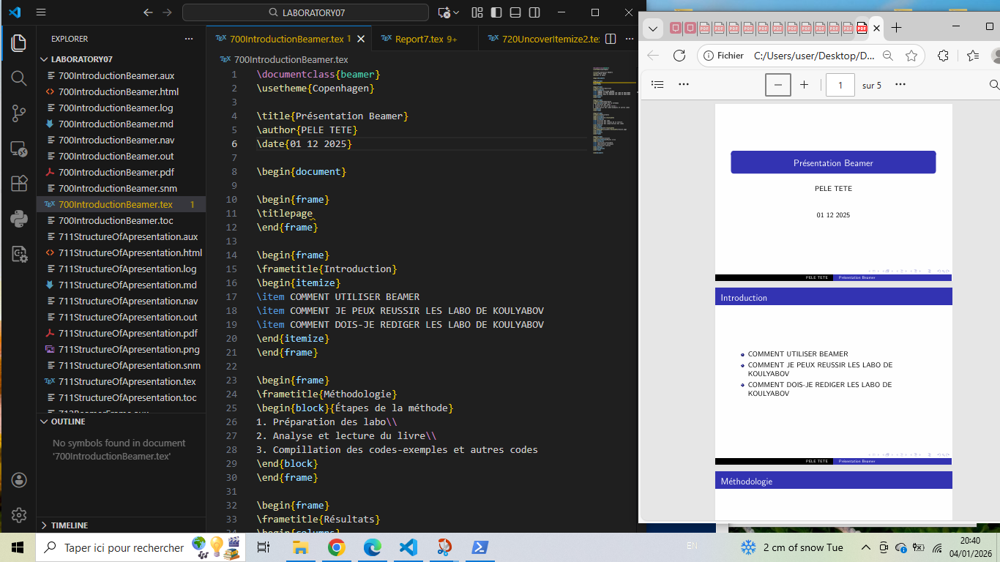 LABORATORY07
EXPLORER
LABORATORY07
700IntroductionBeamer.aux
700IntroductionBeamer.html
700IntroductionBeamer.log
700IntroductionBeamer.md
700IntroductionBeamer.nav
700IntroductionBeamer.out
700IntroductionBeamer.pdf
700IntroductionBeamer.snm
700IntroductionBeamer.tex 1
700IntroductionBeamer.toc
711StructureOfApresentation.aux
711StructureOfApresentation.html
711StructureOfApresentation.log
711StructureOfApresentation.md
711StructureOfApresentation.nav
711StructureOfApresentation.out
711StructureOfApresentation.pdf
711StructureOfApresentation.png
711StructureOfApresentation.snm
711StructureOfApresentation.tex
711StructureOfApresentation.toc
OUTLINE
No symbols found in document
'700IntroductionBeamer.tex'
TIMELINE
700IntroductionBeamer.tex 1
Report7.tex 9+
720UncoverItemize2.te
700IntroductionBeamer.tex
1 \documentclass{beamer}
2 \usetheme{Copenhagen}
3
4 \title{Présentation Beamer}
5 \author{PELE TETE}
6 \date{01 12 2025}
7
8 \begin{document}
9
10 \begin{frame}
11 \titlepage
12 \end{frame}
13
14 \begin{frame}
15 \frametitle{Introduction}
16 \begin{itemize}
17 \item COMMENT UTILISER BEAMER
18 \item COMMENT JE PEUX REUSSIR LES LABO DE KOULYABOV
19 \item COMMENT DOIS-JE REDIGER LES LABO DE KOULYABOV
20 \end{itemize}
21 \end{frame}
22
23 \begin{frame}
24 \frametitle{Méthodologie}
25 \begin{block}{Étapes de la méthode}
26 1. Préparation des labo\\
27 2. Analyse et lecture du livre\\
28 3. Compillation des codes-exemples et autres codes
29 \end{block}
30 \end{frame}
31
32 \begin{frame}
33 \frametitle{Résultats}
Fichier C:/Users/user/Desktop/D...
1 sur 5
Présentation Beamer
PELE TETE
01 12 2025
PELE TETE Présentation Beamer
Introduction
COMMENT UTILISER BEAMER
COMMENT JE PEUX REUSSIR LES LABO DE
KOULYABOV
COMMENT DOIS-JE REDIGER LES LABO DE
KOULYABOV
PELE TETE Présentation Beamer
Méthodologie
Taper ici pour rechercher
EN
2 cm of snow Tue
20:40
04/01/2026